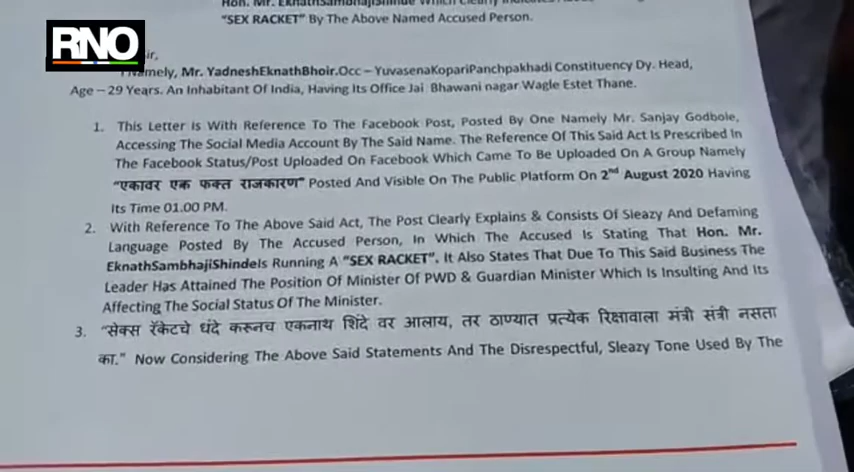 RNO
Hon. Mr. EknathSambhajiShinde Which Clearly
"SEX RACKET" By The Above Named Accused Person.
Sir,
I Namely, Mr. YadneshEknathBhoir.Occ – YuvasenaKopariPanchpakhadi Constituency Dy. Head,
Age – 29 Years. An Inhabitant Of India, Having Its Office Jai Bhawani nagar Wagle Estet Thane.
1. This Letter Is With Reference To The Facebook Post, Posted By One Namely Mr. Sanjay Godbole,
Accessing The Social Media Account By The Said Name. The Reference Of This Said Act Is Prescribed In
The Facebook Status/Post Uploaded On Facebook Which Came To Be Uploaded On A Group Namely
"एकावर एक फक्त राजकारण" Posted And Visible On The Public Platform On 2nd August 2020 Having
Its Time 01.00 PM.
2. With Reference To The Above Said Act, The Post Clearly Explains & Consists Of Sleazy And Defaming
Language Posted By The Accused Person, In Which The Accused Is Stating That Hon. Mr.
EknathSambhajiShindeIs Running A "SEX RACKET". It Also States That Due To This Said Business The
Leader Has Attained The Position Of Minister Of PWD & Guardian Minister Which Is Insulting And Its
Affecting The Social Status Of The Minister.
3. "सेक्स रॅकेटचे धंदे करूनच एकनाथ शिंदे वर आलाय, तर ठाण्यात प्रत्येक रिक्षावाला मंत्री संत्री नसता
का." Now Considering The Above Said Statements And The Disrespectful, Sleazy Tone Used By The